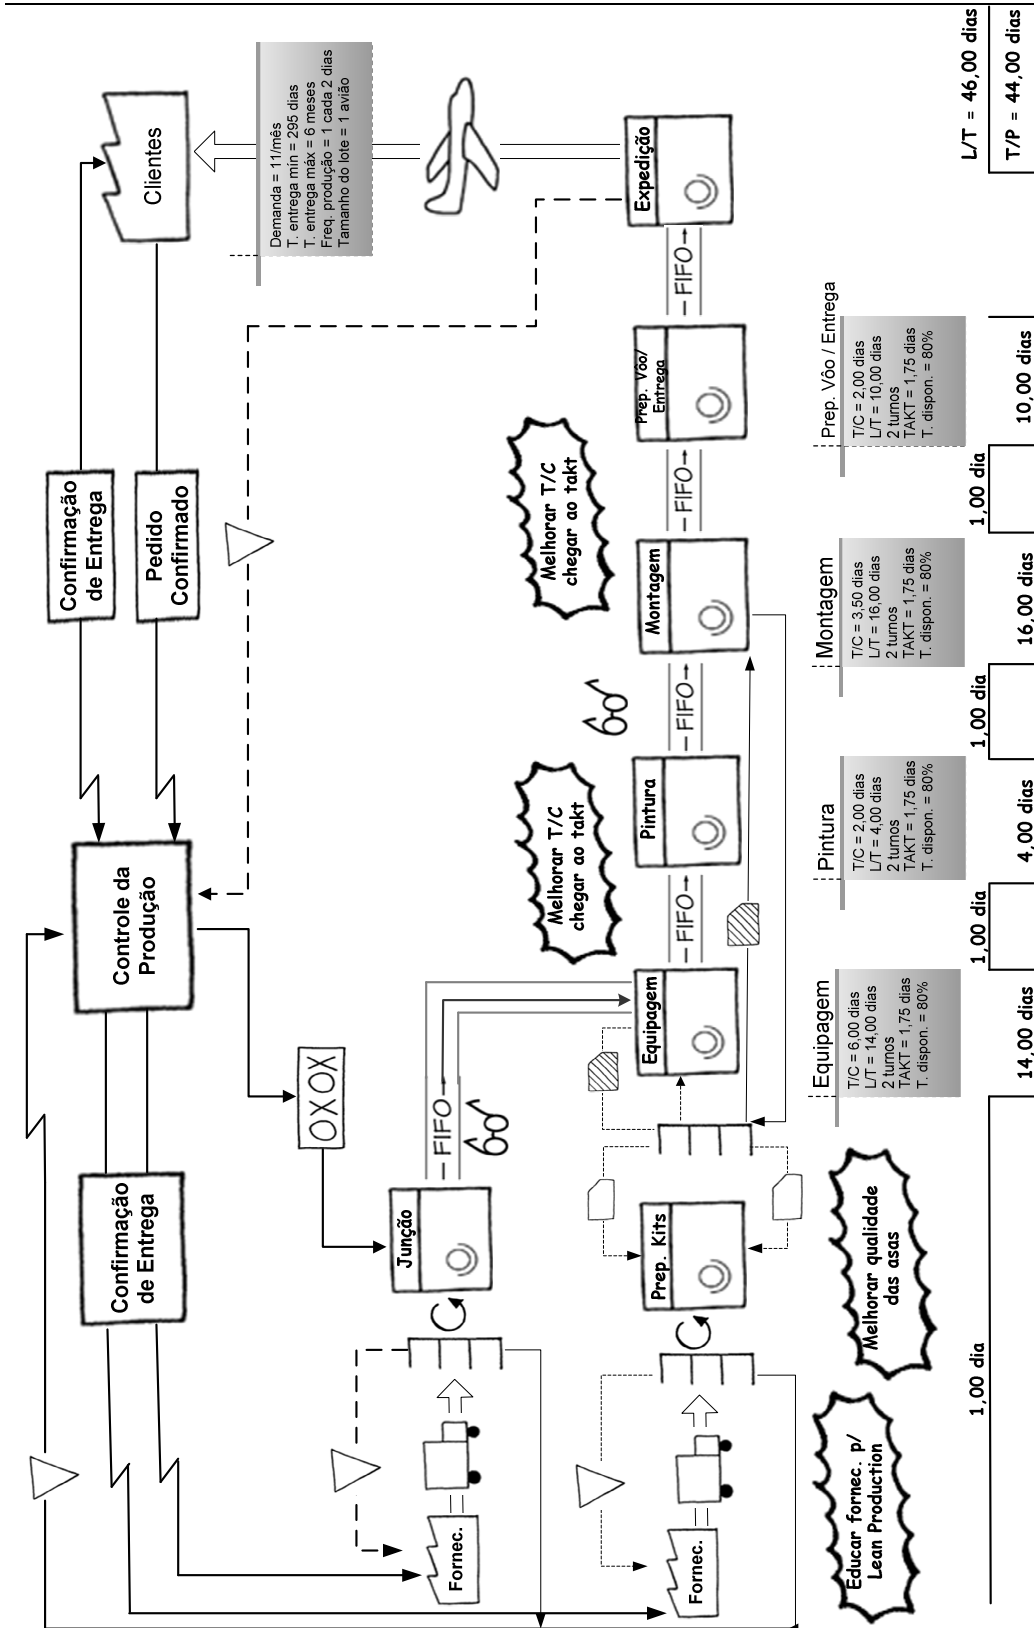 Confirmação
de Entrega
Controle da
Produção
Confirmação
de Entrega
Pedido
Confirmado
Clientes
Demanda = 11/mês
T. entrega mín = 295 dias
T. entrega máx = 6 meses
Freq. produção = 1 cada 2 dias
Tamanho do lote = 1 avião
OXOX
Fornec.
Junção
FIFO
Melhorar T/C
chegar ao takt
Melhorar T/C
chegar ao takt
Fornec.
Prep. Kits
Equipagem
FIFO
Pintura
FIFO
Montagem
FIFO
Prep. Vôo/
Entrega
FIFO
Expedição
Educar fornec. p/
Lean Production
Melhorar qualidade
das asas
Equipagem
T/C = 6,00 dias
L/T = 14,00 dias
2 turnos
TAKT = 1,75 dias
T. dispon. = 80%
Pintura
T/C = 2,00 dias
L/T = 4,00 dias
2 turnos
TAKT = 1,75 dias
T. dispon. = 80%
Montagem
T/C = 3,50 dias
L/T = 16,00 dias
2 turnos
TAKT = 1,75 dias
T. dispon. = 80%
Prep. Vôo / Entrega
T/C = 2,00 dias
L/T = 10,00 dias
2 turnos
TAKT = 1,75 dias
T. dispon. = 80%
1,00 dia
14,00 dias
1,00 dia
4,00 dias
1,00 dia
16,00 dias
1,00 dia
10,00 dias
L/T = 46,00 dias
T/P = 44,00 dias